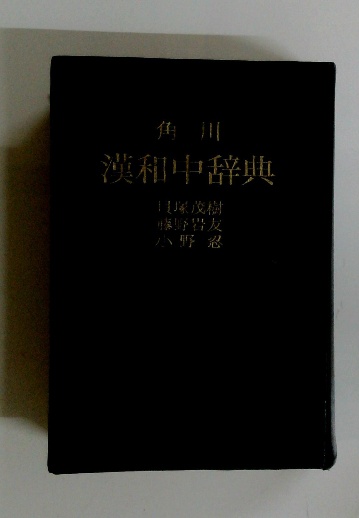 角川
漢和中辞典
貝塚茂樹
藤野岩友
小野忍